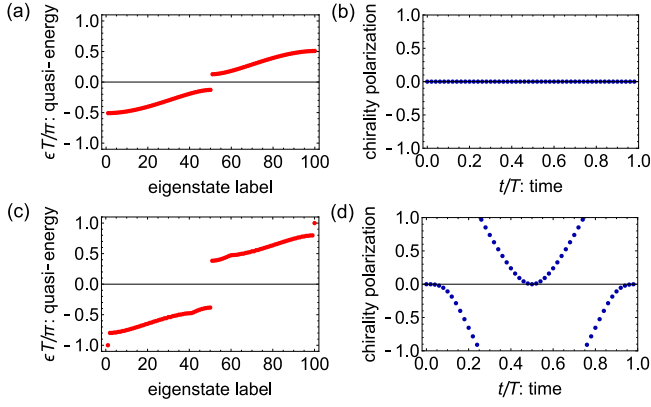 (a)
ϵT/π: quasi-energy
1.0
0.5
0.0
-0.5
-1.0
0 20 40 60 80 100
eigenstate label
(b)
chirality polarization
1.0
0.5
0.0
-0.5
-1.0
0.0 0.2 0.4 0.6 0.8 1.0
t/T: time
(c)
ϵT/π: quasi-energy
1.0
0.5
0.0
-0.5
-1.0
0 20 40 60 80 100
eigenstate label
(d)
chirality polarization
1.0
0.5
0.0
-0.5
-1.0
0.0 0.2 0.4 0.6 0.8 1.0
t/T: time